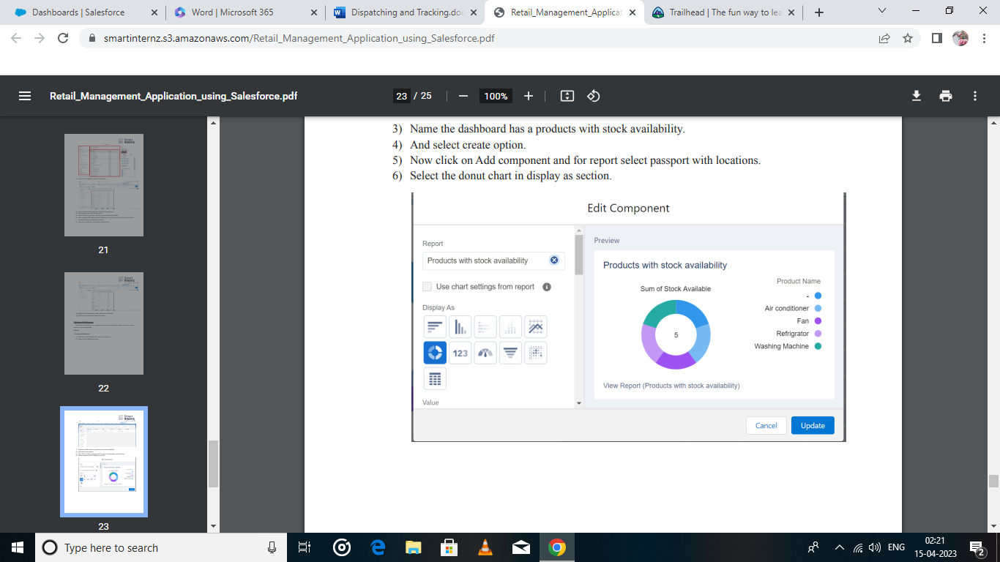 Dashboards | Salesforce
Word | Microsoft 365
Dispatching and Tracking.doc
Retail_Management_Applicat
Trailhead | The fun way to lea
smartinternz.s3.amazonaws.com/Retail_Management_Application_using_Salesforce.pdf
Retail_Management_Application_using_Salesforce.pdf
23 / 25
100%
21
22
23
3) Name the dashboard has a products with stock availability.
4) And select create option.
5) Now click on Add component and for report select passport with locations.
6) Select the donut chart in display as section.
Edit Component
Report
Products with stock availability
Use chart settings from report
Display As
123
Value
Preview
Products with stock availability
Sum of Stock Available
5
Product Name
-
Air conditioner
Fan
Refrigrator
Washing Machine
View Report (Products with stock availability)
Cancel
Update
Type here to search
ENG
02:21
15-04-2023
2